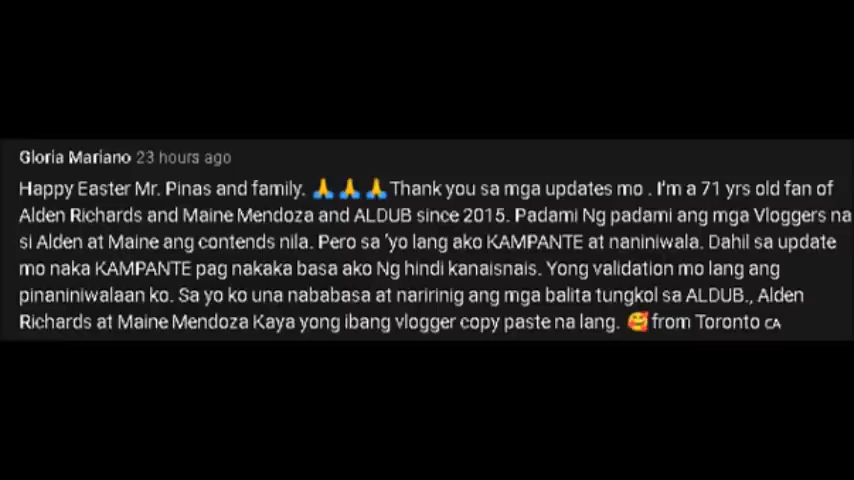 Gloria Mariano 23 hours ago
Happy Easter Mr. Pinas and family. 🙏 🙏 🙏 Thank you sa mga updates mo . I'm a 71 yrs old fan of
Alden Richards and Maine Mendoza and ALDUB since 2015. Padami Ng padami ang mga Vloggers na
si Alden at Maine ang contends nila. Pero sa 'yo lang ako KAMPANTE at naniniwala. Dahil sa update
mo naka KAMPANTE pag nakaka basa ako Ng hindi kanaisnais. Yong validation mo lang ang
pinaniniwalaan ko. Sa yo ko una nababasa at naririnig ang mga balita tungkol sa ALDUB., Alden
Richards at Maine Mendoza Kaya yong ibang vlogger copy paste na lang. 🥰 from Toronto CA